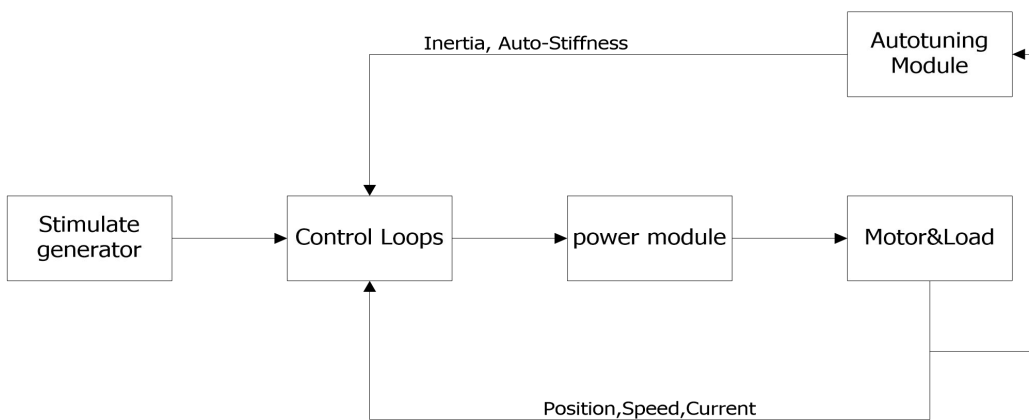 Inertia, Auto-Stiffness
Autotuning
Module
Stimulate
generator
Control Loops
power module
Motor&Load
Position,Speed,Current